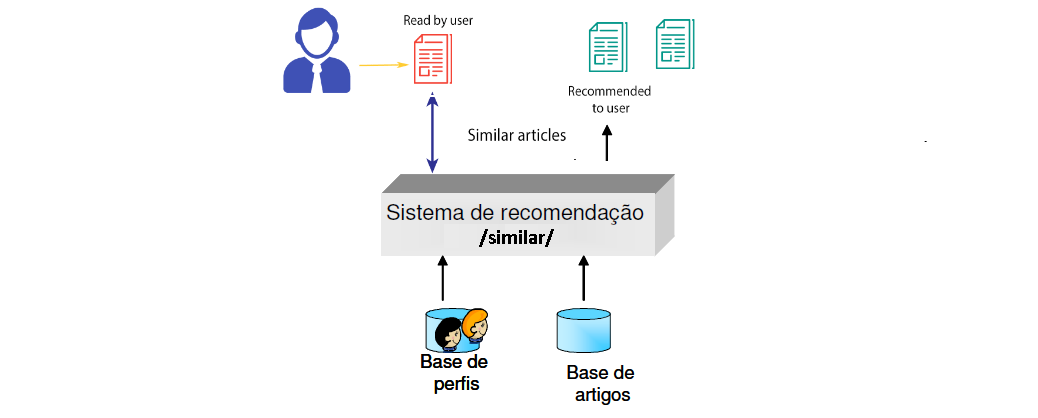 Read by user
Recommended
to user
Similar articles
Sistema de recomendação
/similar/
Base de
perfis
Base de
artigos